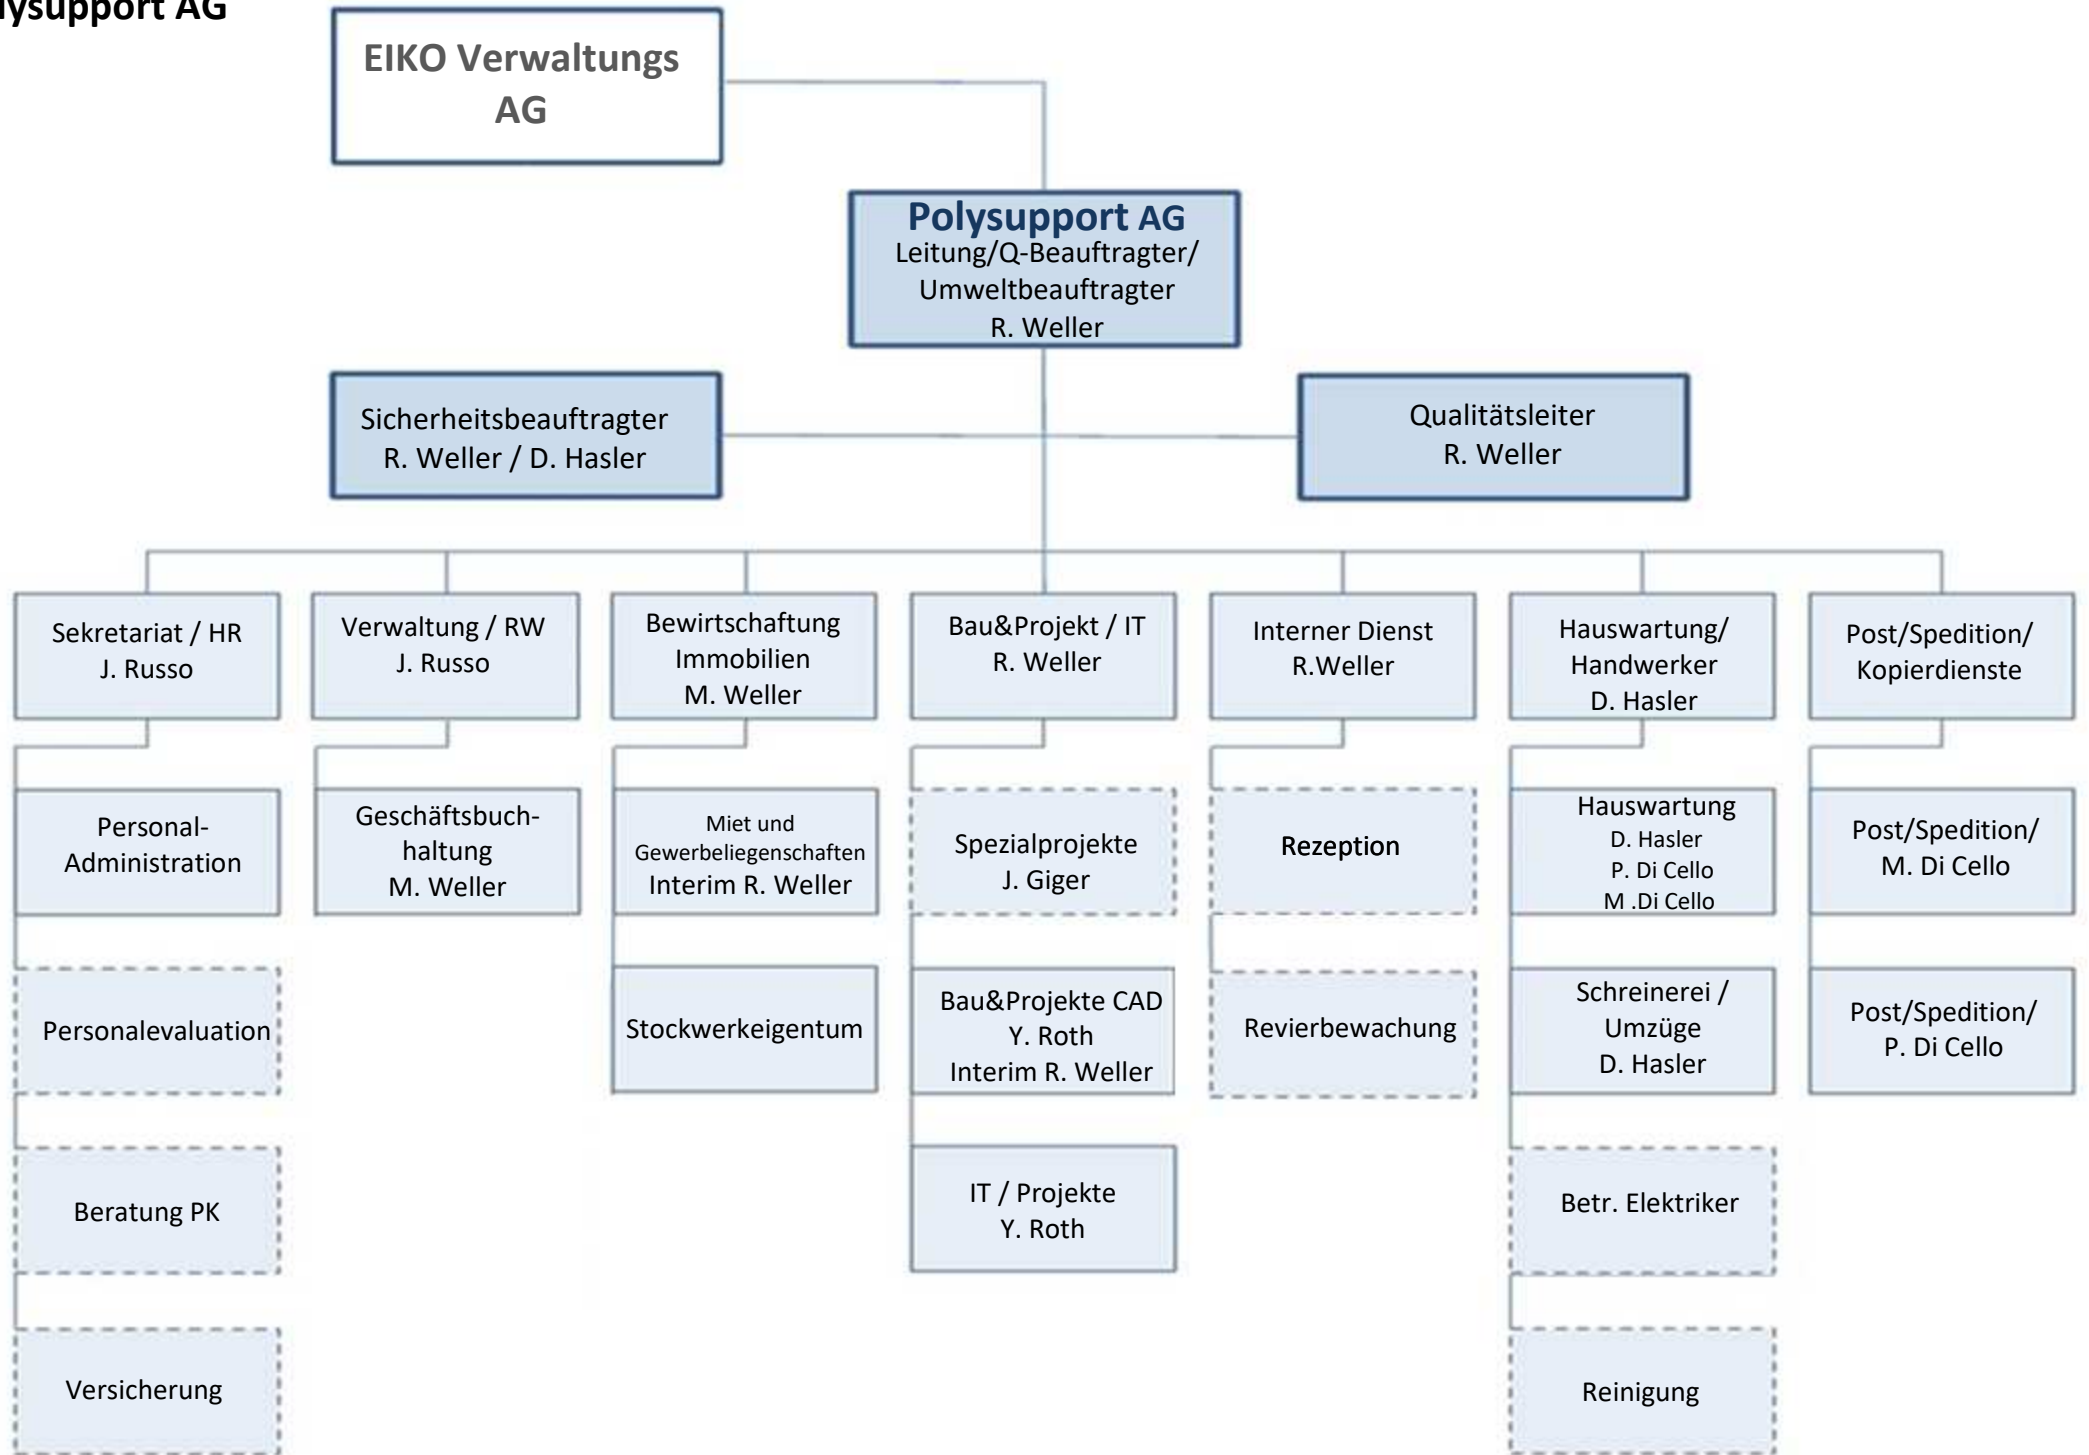 EIKO Verwaltungs
AG
Polysupport AG
Leitung/Q-Beauftragter/
Umweltbeauftragter
R. Weller
Sicherheitsbeauftragter
R. Weller / D. Hasler
Qualitätsleiter
R. Weller
Sekretariat / HR
J. Russo
Verwaltung / RW
J. Russo
Bewirtschaftung
Immobilien
M. Weller
Bau&Projekt / IT
R. Weller
Interner Dienst
R.Weller
Hauswartung/
Handwerker
D. Hasler
Post/Spedition/
Kopierdienste
Personal-
Administration
Geschäftsbuch-
haltung
M. Weller
Miet und
Gewerbeliegenschaften
Interim R. Weller
Spezialprojekte
J. Giger
Rezeption
Hauswartung
D. Hasler
P. Di Cello
M .Di Cello
Post/Spedition/
M. Di Cello
Personalevaluation
Stockwerkeigentum
Bau&Projekte CAD
Y. Roth
Interim R. Weller
Revierbewachung
Schreinerei /
Umzüge
D. Hasler
Post/Spedition/
P. Di Cello
Beratung PK
IT / Projekte
Y. Roth
Betr. Elektriker
Versicherung
Reinigung